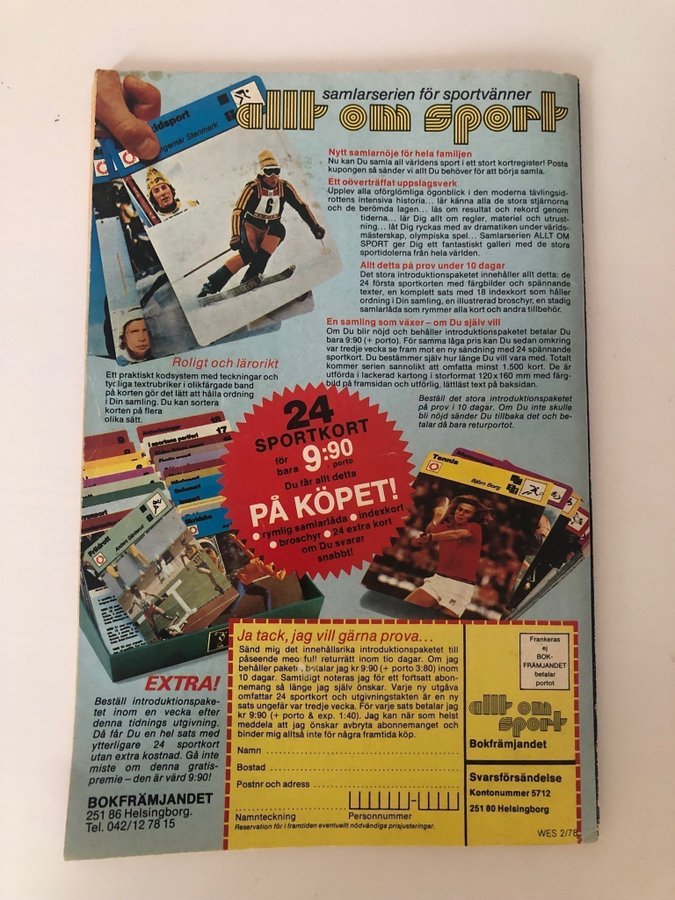 samlarserien för sportvänner
allt om sport
idsport
ngemar Stenmark
6
Nytt samlarnöje för hela familjen
Nu kan Du samla all världens sport i ett stort kortregister! Posta
kupongen så sänder vi allt Du behöver för att börja samla.
Ett oöverträffat uppslagsverk
Upplev alla oförglömliga ögonblick i den moderna tävlingsid-
rottens intensiva historia... lär känna alla de stora stjärnorna
och de berömda lagen... läs om resultat och rekord genom
tiderna... lär Dig allt om regler, materiel och utrust-
ning... låt Dig ryckas med av dramatiken under världs-
mästerskap, olympiska spel... Samlarserien ALLT OM
SPORT ger Dig ett fantastiskt galleri med de stora
sportidolerna från hela världen.
Allt detta på prov under 10 dagar
Det stora introduktionspaketet innehåller allt detta: de
24 första sportkorten med färgbilder och spännande
texter, en komplett sats med 18 indexkort som håller
ordning i Din samling, en illustrerad broschyr, en stadig
samlarlåda som rymmer alla kort och andra tillbehör.
En samling som växer – om Du själv vill
Om Du blir nöjd och behåller introduktionspaketet betalar Du
bara 9:90 (+ porto). För samma låga pris kan Du sedan omkring
var tredje vecka se fram mot en ny sändning med 24 spännande
sportkort. Du bestämmer själv hur länge Du vill vara med. Totalt
kommer serien sannolikt att omfatta minst 1.500 kort. De är
utförda i lackerad kartong i storformat 120x160 mm med färg-
bild på framsidan och utförlig, lättläst text på baksidan.
Beställ det stora introduktionspaketet
på prov i 10 dagar. Om Du inte skulle
bli nöjd sänder Du tillbaka det och be-
talar då bara returportot.
Roligt och lärorikt
Ett praktiskt kodsystem med teckningar och
tydliga textrubriker i olikfärgade band
på korten gör det lätt att hålla ordning
i Din samling. Du kan sortera
korten på flera
olika sätt.
24
SPORTKORT
för
bara 9:90 + porto
Du får allt detta
PÅ KÖPET!
● rymlig samlarlåda ● indexkort
● broschyr ● 24 extra kort
om Du svarar
snabbt!
17
Friidrott
Tennis
Björn Borg
EXTRA!
Beställ introduktionspake-
tet inom en vecka efter
denna tidnings utgivning.
Då får Du en hel sats med
ytterligare 24 sportkort
utan extra kostnad. Gå inte
miste om denna gratis-
premie – den är värd 9:90!
BOKFRÄMJANDET
251 86 Helsingborg.
Tel. 042/12 78 15
Ja tack, jag vill gärna prova...
Sänd mig det innehållsrika introduktionspaketet till
påseende med full returrätt inom tio dagar. Om jag
behåller paketet betalar jag kr 9:90 (+ porto 3:80) inom
10 dagar. Samtidigt noteras jag för ett fortsatt abon-
nemang så länge jag själv önskar. Varje ny utgåva
omfattar 24 sportkort och utgivningstakten är en ny
sats ungefär var tredje vecka. För varje sats betalar jag
kr 9:90 (+ porto & exp. 1:40). Jag kan när som helst
meddela att jag önskar avbryta abonnemanget och
binder mig alltså inte för några framtida köp.
Namn
Bostad
Postnr och adress
Namnteckning Personnummer
Reservation för i framtiden eventuellt nödvändiga prisjusteringar.
Frankeras
ej
BOK-
FRÄMJANDET
betalar
portot
allt om
sport
Bokfrämjandet
Svarsförsändelse
Kontonummer 5712
251 80 Helsingborg
WES 2/78